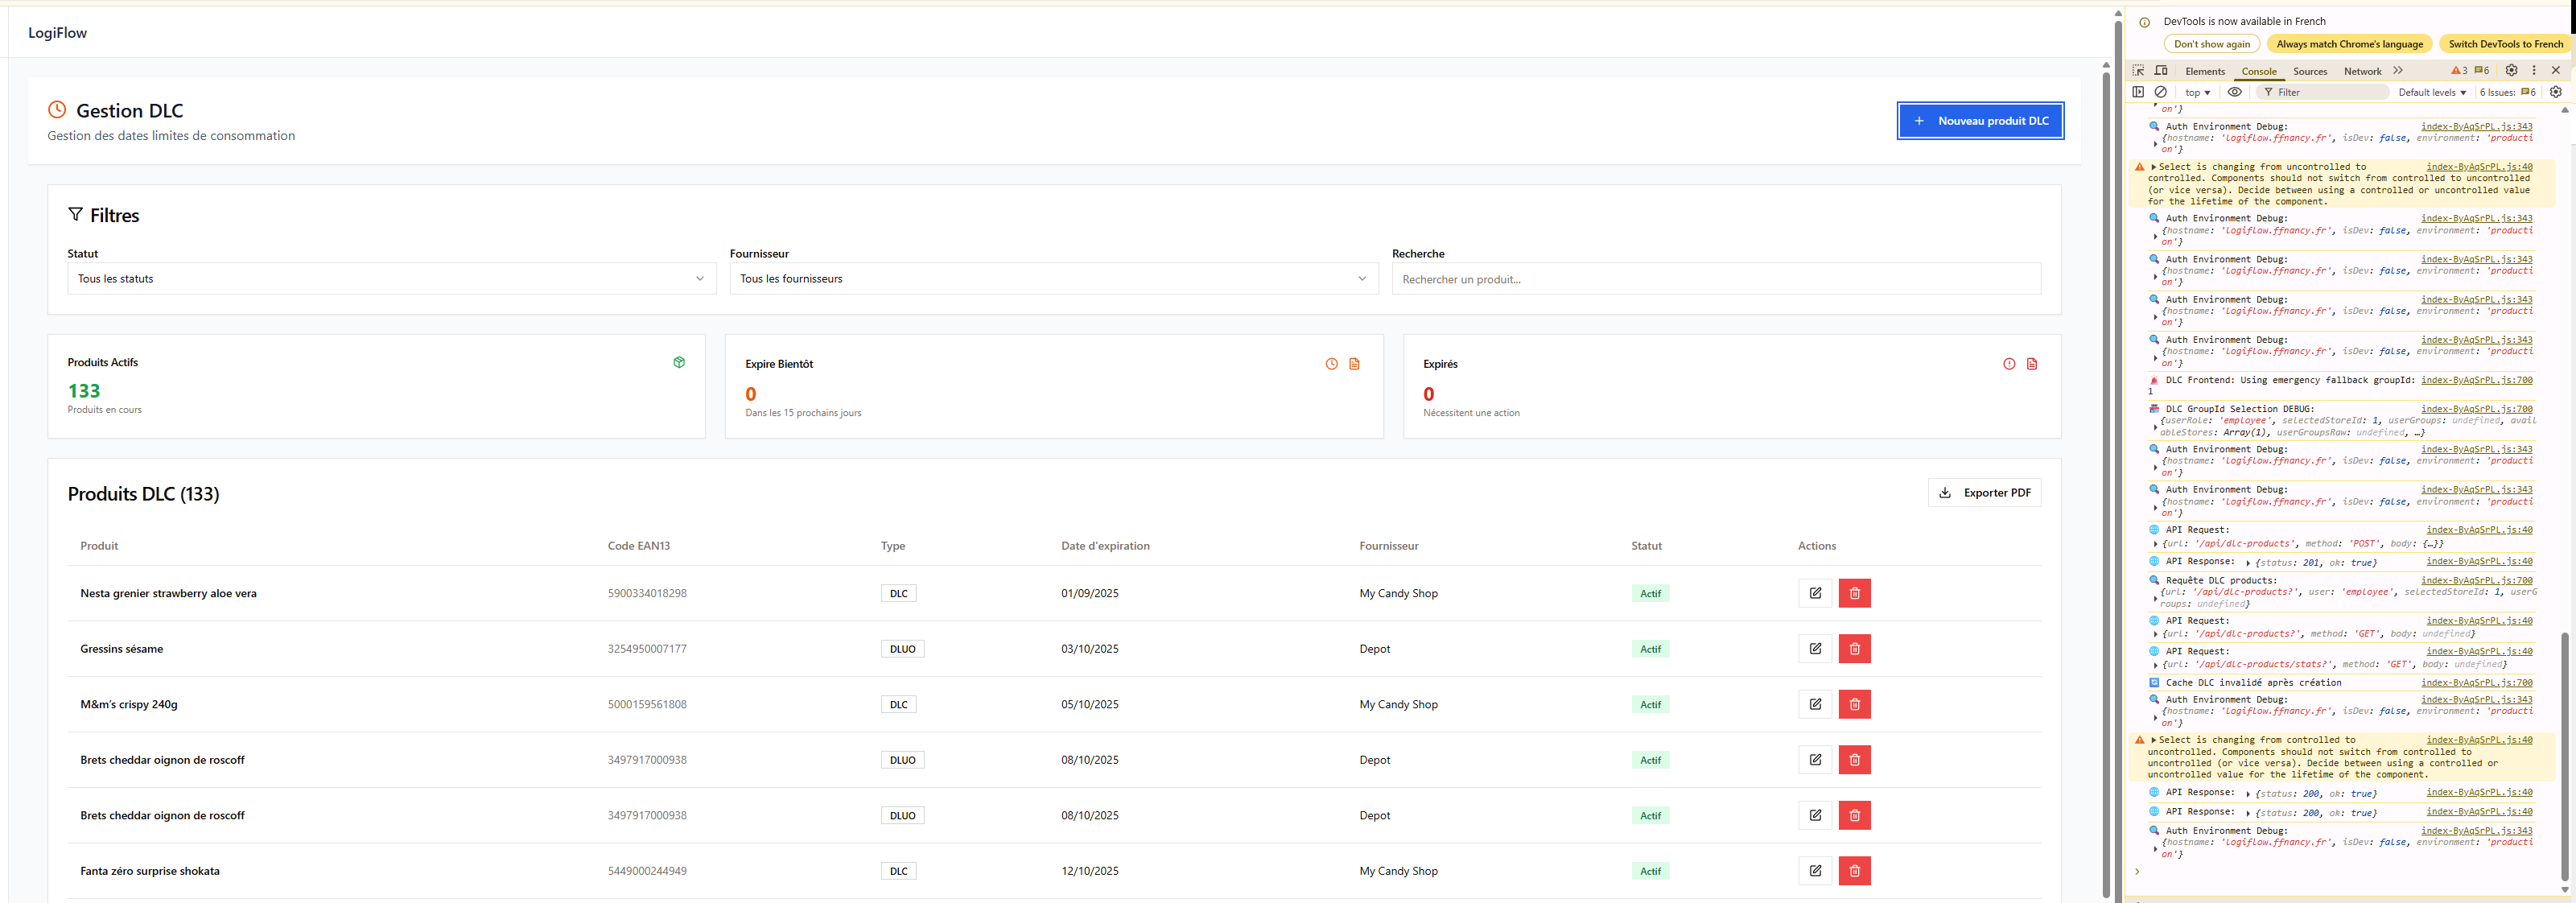 LogiFlow
Gestion DLC
Gestion des dates limites de consommation
Nouveau produit DLC
Filtres
Statut
Tous les statuts
Fournisseur
Tous les fournisseurs
Recherche
Rechercher un produit...
Produits Actifs
133
Produits en cours
Expire Bientôt
0
Dans les 15 prochains jours
Expirés
0
Nécessitent une action
Produits DLC (133)
Exporter PDF
Produit Code EAN13 Type Date d'expiration Fournisseur Statut Actions
Nesta grenier strawberry aloe vera 5900334018298 DLC 01/09/2025 My Candy Shop Actif
Gressins sésame 3254950007177 DLUO 03/10/2025 Depot Actif
M&m's crispy 240g 5000159561808 DLC 05/10/2025 My Candy Shop Actif
Brets cheddar oignon de roscoff 3497917000938 DLUO 08/10/2025 Depot Actif
Brets cheddar oignon de roscoff 3497917000938 DLUO 08/10/2025 Depot Actif
Fanta zéro surprise shokata 5449000244949 DLC 12/10/2025 My Candy Shop Actif
DevTools is now available in French
Don't show again Always match Chrome's language Switch DevTools to French
Elements Console Sources Network 3 6
top Filter Default levels 6 Issues: 6
on'}
Auth Environment Debug: index-ByAqSrPL.js:343
{hostname: 'logiflow.ffnancy.fr', isDev: false, environment: 'producti
on'}
Select is changing from uncontrolled to index-ByAqSrPL.js:40
controlled. Components should not switch from controlled to uncontrolled
(or vice versa). Decide between using a controlled or uncontrolled value
for the lifetime of the component.
Auth Environment Debug: index-ByAqSrPL.js:343
{hostname: 'logiflow.ffnancy.fr', isDev: false, environment: 'producti
on'}
Auth Environment Debug: index-ByAqSrPL.js:343
{hostname: 'logiflow.ffnancy.fr', isDev: false, environment: 'producti
on'}
Auth Environment Debug: index-ByAqSrPL.js:343
{hostname: 'logiflow.ffnancy.fr', isDev: false, environment: 'producti
on'}
Auth Environment Debug: index-ByAqSrPL.js:343
{hostname: 'logiflow.ffnancy.fr', isDev: false, environment: 'producti
on'}
DLC Frontend: Using emergency fallback groupId: index-ByAqSrPL.js:700
1
DLC GroupId Selection DEBUG: index-ByAqSrPL.js:700
{userRole: 'employee', selectedStoreId: 1, userGroups: undefined, avail
ableStores: Array(1), userGroupsRaw: undefined, …}
Auth Environment Debug: index-ByAqSrPL.js:343
{hostname: 'logiflow.ffnancy.fr', isDev: false, environment: 'producti
on'}
Auth Environment Debug: index-ByAqSrPL.js:343
{hostname: 'logiflow.ffnancy.fr', isDev: false, environment: 'producti
on'}
API Request: index-ByAqSrPL.js:40
{url: '/api/dlc-products', method: 'POST', body: {…}}
API Response: {status: 201, ok: true} index-ByAqSrPL.js:40
Requête DLC products: index-ByAqSrPL.js:700
{url: '/api/dlc-products?', user: 'employee', selectedStoreId: 1, userG
roups: undefined}
API Request: index-ByAqSrPL.js:40
{url: '/api/dlc-products?', method: 'GET', body: undefined}
API Request: index-ByAqSrPL.js:40
{url: '/api/dlc-products/stats?', method: 'GET', body: undefined}
Cache DLC invalidé après création index-ByAqSrPL.js:700
Auth Environment Debug: index-ByAqSrPL.js:343
{hostname: 'logiflow.ffnancy.fr', isDev: false, environment: 'producti
on'}
Select is changing from controlled to index-ByAqSrPL.js:40
uncontrolled. Components should not switch from controlled to
uncontrolled (or vice versa). Decide between using a controlled or
uncontrolled value for the lifetime of the component.
API Response: {status: 200, ok: true} index-ByAqSrPL.js:40
API Response: {status: 200, ok: true} index-ByAqSrPL.js:40
Auth Environment Debug: index-ByAqSrPL.js:343
{hostname: 'logiflow.ffnancy.fr', isDev: false, environment: 'producti
on'}